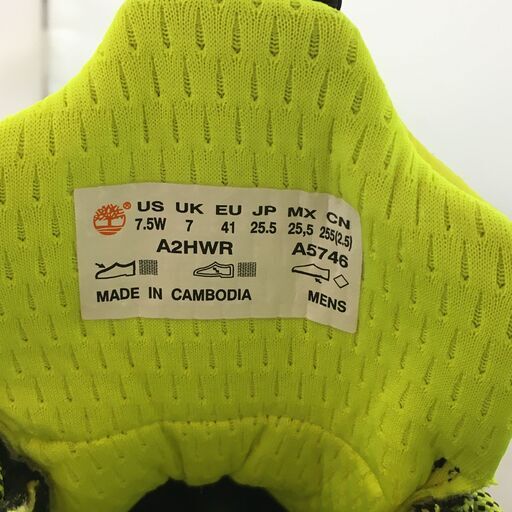 ® US UK EU JP MX CN
7.5W 7 41 25.5 25,5 255(2.5)
A2HWR A5746
MADE IN CAMBODIA MENS